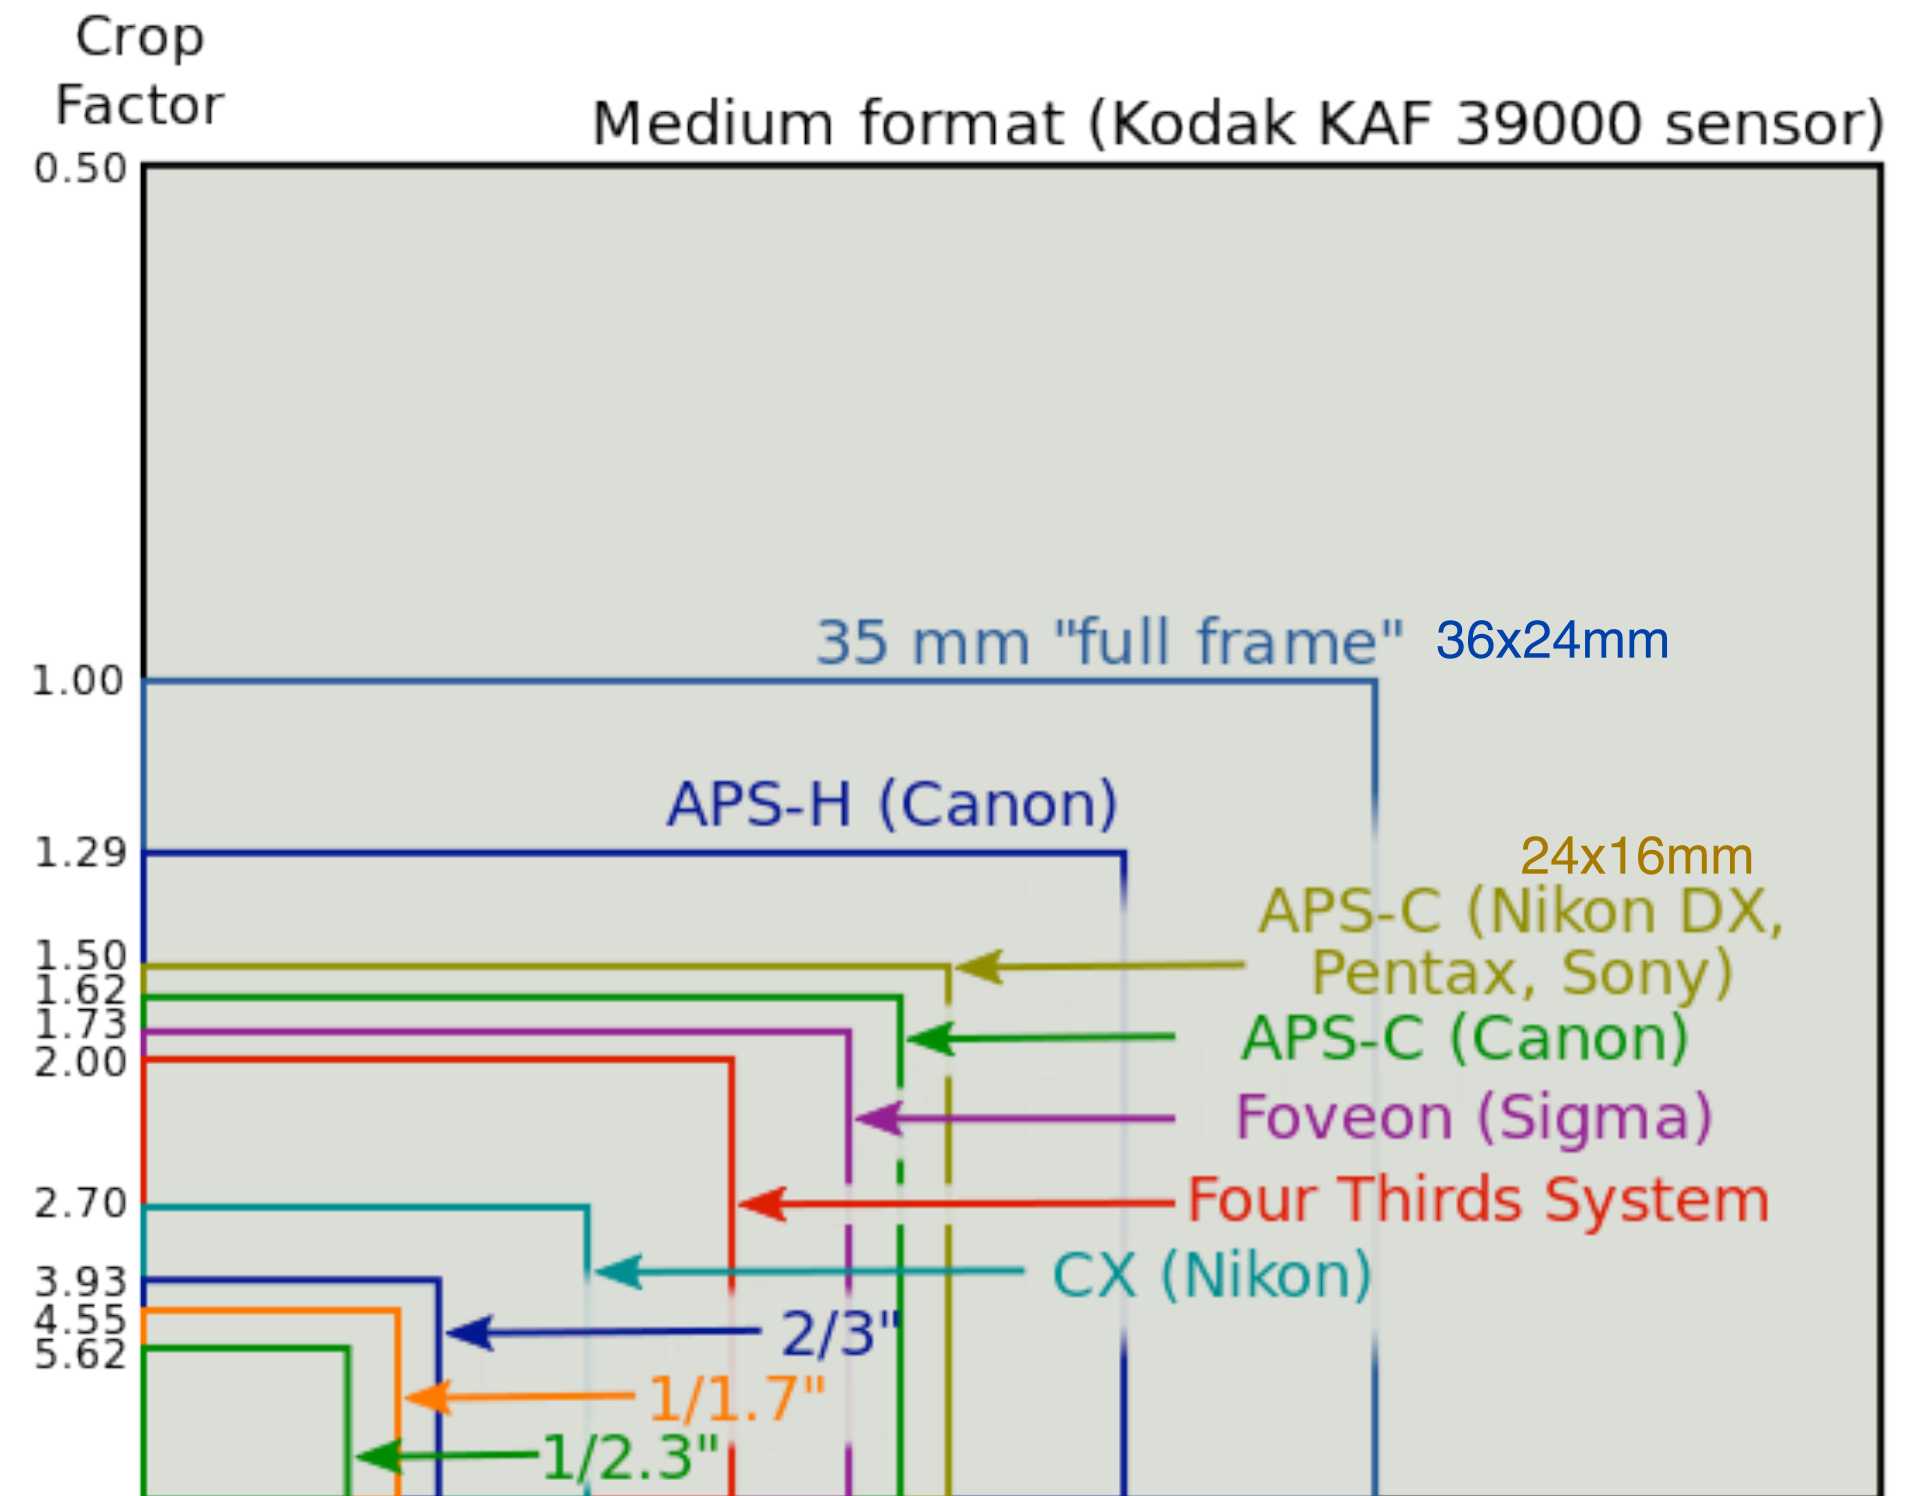 Crop
Factor
Medium format (Kodak KAF 39000 sensor)
0.50
35 mm "full frame" 36x24mm
1.00
APS-H (Canon)
1.29
24x16mm
APS-C (Nikon DX,
Pentax, Sony)
1.50
1.62
APS-C (Canon)
1.73
2.00
Foveon (Sigma)
Four Thirds System
2.70
CX (Nikon)
3.93
2/3"
4.55
5.62
1/1.7"
1/2.3"